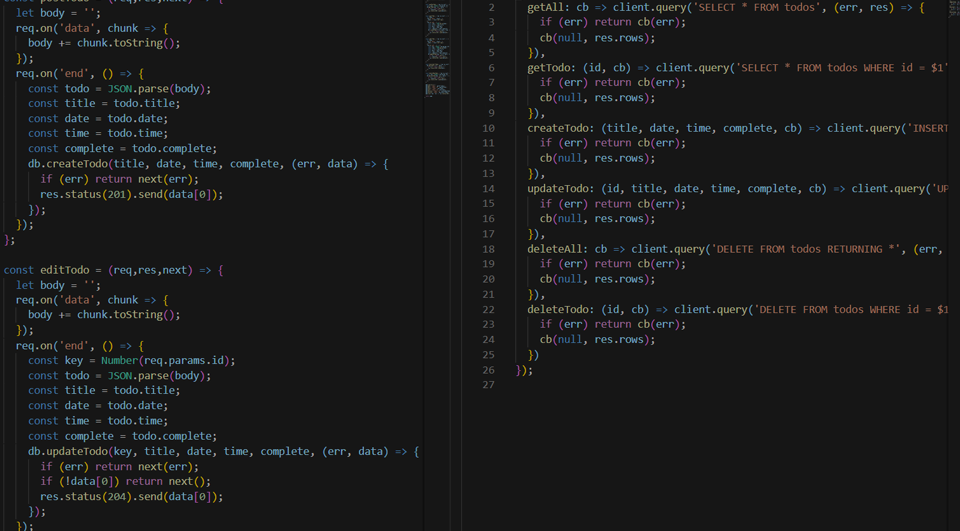 const postTodo = (req,res,next) => {
  let body = '';
  req.on('data', chunk => {
    body += chunk.toString();
  });
  req.on('end', () => {
    const todo = JSON.parse(body);
    const title = todo.title;
    const date = todo.date;
    const time = todo.time;
    const complete = todo.complete;
    db.createTodo(title, date, time, complete, (err, data) => {
      if (err) return next(err);
      res.status(201).send(data[0]);
    });
  });
};
const editTodo = (req,res,next) => {
  let body = '';
  req.on('data', chunk => {
    body += chunk.toString();
  });
  req.on('end', () => {
    const key = Number(req.params.id);
    const todo = JSON.parse(body);
    const title = todo.title;
    const date = todo.date;
    const time = todo.time;
    const complete = todo.complete;
    db.updateTodo(key, title, date, time, complete, (err, data) => {
      if (err) return next(err);
      if (!data[0]) return next();
      res.status(204).send(data[0]);
    });
  });
2 getAll: cb => client.query('SELECT * FROM todos', (err, res) => {
3 if (err) return cb(err);
4 cb(null, res.rows);
5 }),
6 getTodo: (id, cb) => client.query('SELECT * FROM todos WHERE id = $1'
7 if (err) return cb(err);
8 cb(null, res.rows);
9 }),
10 createTodo: (title, date, time, complete, cb) => client.query('INSERT
11 if (err) return cb(err);
12 cb(null, res.rows);
13 }),
14 updateTodo: (id, title, date, time, complete, cb) => client.query('UP
15 if (err) return cb(err);
16 cb(null, res.rows);
17 }),
18 deleteAll: cb => client.query('DELETE FROM todos RETURNING *', (err,
19 if (err) return cb(err);
20 cb(null, res.rows);
21 }),
22 deleteTodo: (id, cb) => client.query('DELETE FROM todos WHERE id = $1
23 if (err) return cb(err);
24 cb(null, res.rows);
25 })
26 });
27